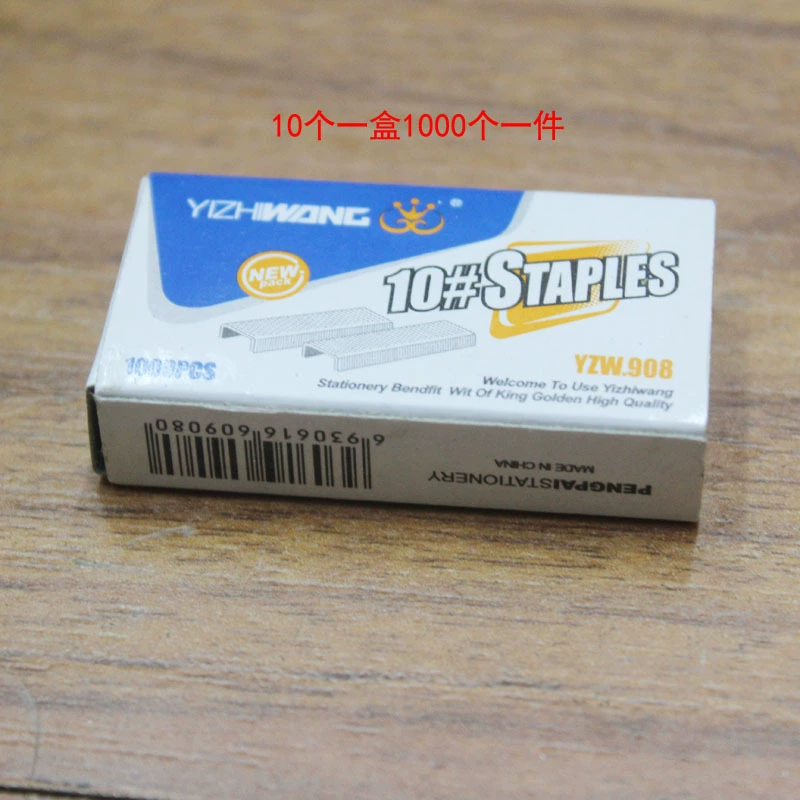 10个一盒1000个一件
YIZHIWANG
®
NEW
pack
10#STAPLES
1000PCS
YZW.908
Welcome To Use Yizhiwang
Stationery Bendfit Wit Of King Golden High Quality
6930616609080
PENGPAISTATIONERY
MADE IN CHINA